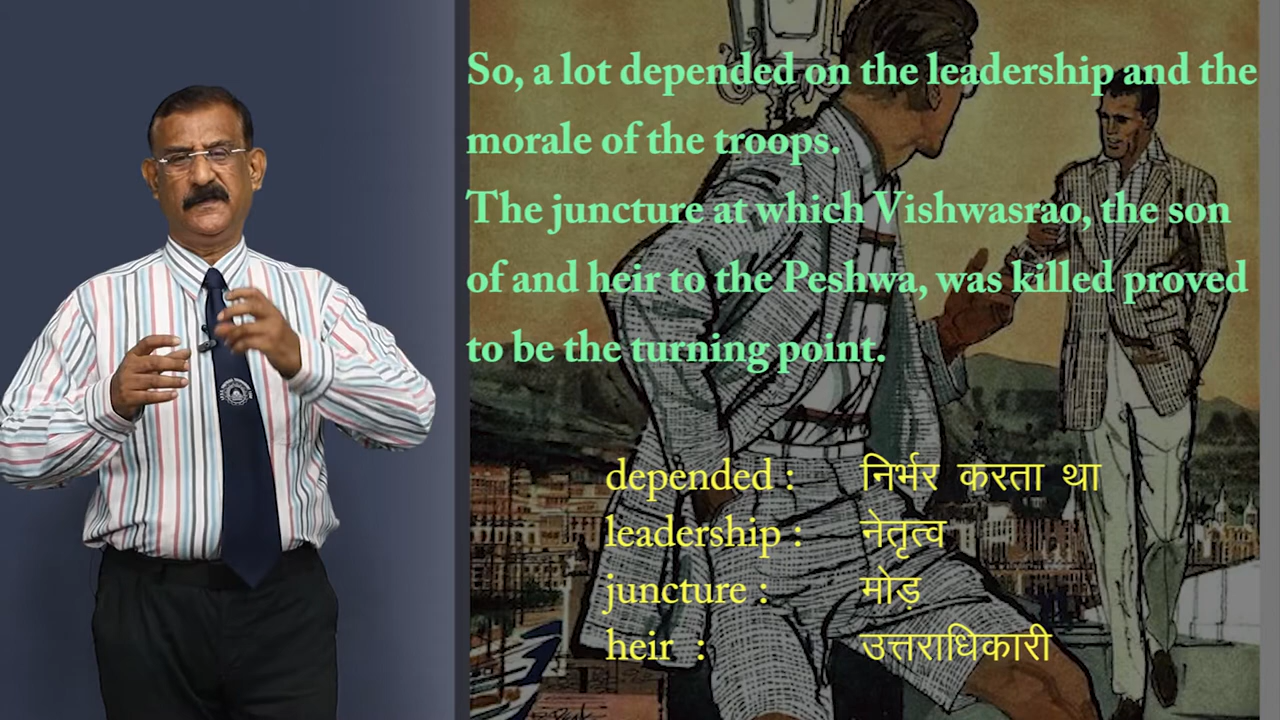 So, a lot depended on the leadership and the
morale of the troops.
The juncture at which Vishwasrao, the son
of and heir to the Peshwa, was killed proved
to be the turning point.
depended : निर्भर करता था
leadership : नेतृत्व
juncture : मोड़
heir : उत्तराधिकारी